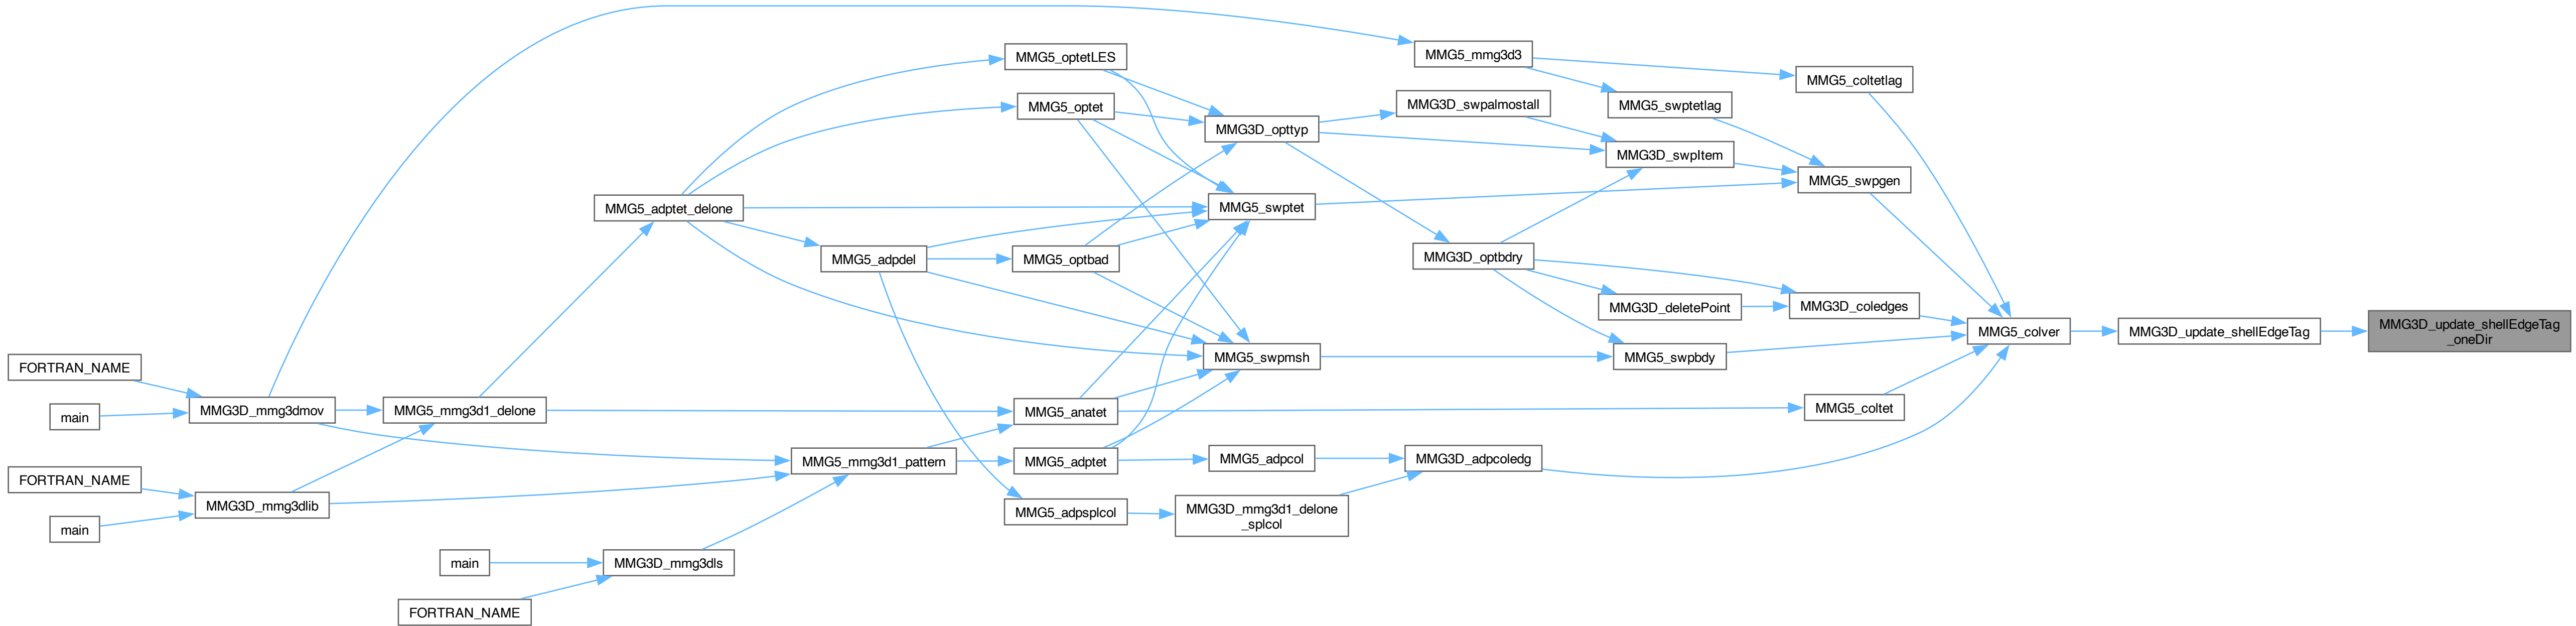 MMG5_optetLES
MMG5_mmg3d3
MMG5_coltetlag
MMG5_optet
MMG3D_swpalmostall
MMG5_swptetlag
MMG3D_opttyp
MMG3D_swpItem
MMG5_swpgen
MMG5_adptet_delone
MMG5_swptet
MMG5_adpdel
MMG5_optbad
MMG3D_optbdry
MMG3D_deletePoint
MMG3D_coledges
MMG5_colver
MMG3D_update_shellEdgeTag
MMG3D_update_shellEdgeTag
_oneDir
MMG5_swpmsh
MMG5_swpbdy
FORTRAN_NAME
main
MMG3D_mmg3dmov
MMG5_mmg3d1_delone
MMG5_anatet
MMG5_coltet
MMG5_mmg3d1_pattern
MMG5_adptet
MMG5_adpcol
MMG3D_adpcoledg
FORTRAN_NAME
main
MMG3D_mmg3dlib
MMG5_adpsplcol
MMG3D_mmg3d1_delone
_splcol
main
MMG3D_mmg3dls
FORTRAN_NAME